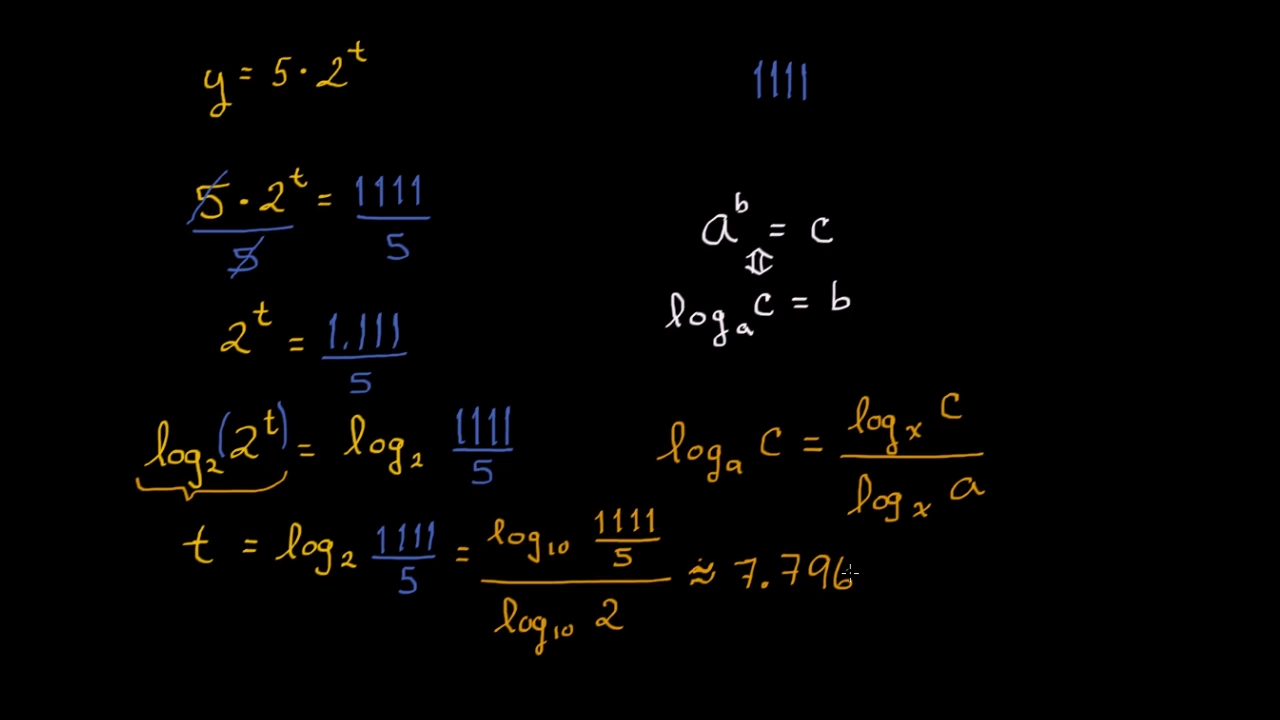 y = 5 · 2^t
1111
5 · 2^t / 5 = 1111 / 5
a^b = c
⇕
log_a c = b
2^t = 1,111 / 5
log_2 (2^t) = log_2 1111 / 5
log_a c = log_x c / log_x a
t = log_2 1111 / 5 = log_10 1111 / 5 / log_10 2 ≈ 7.796